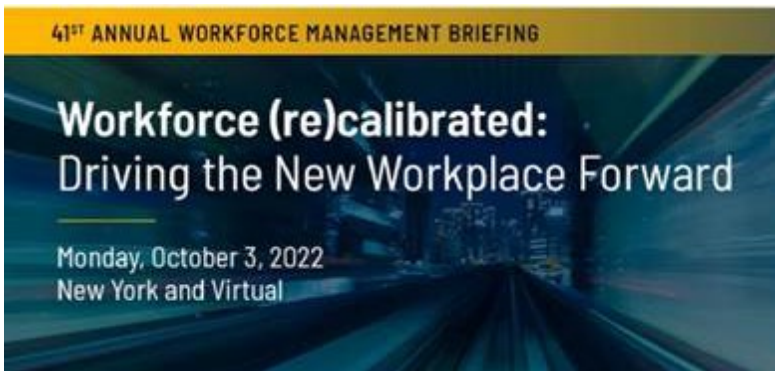 41ST ANNUAL WORKFORCE MANAGEMENT BRIEFING
Workforce (re)calibrated:
Driving the New Workplace Forward
Monday, October 3, 2022
New York and Virtual